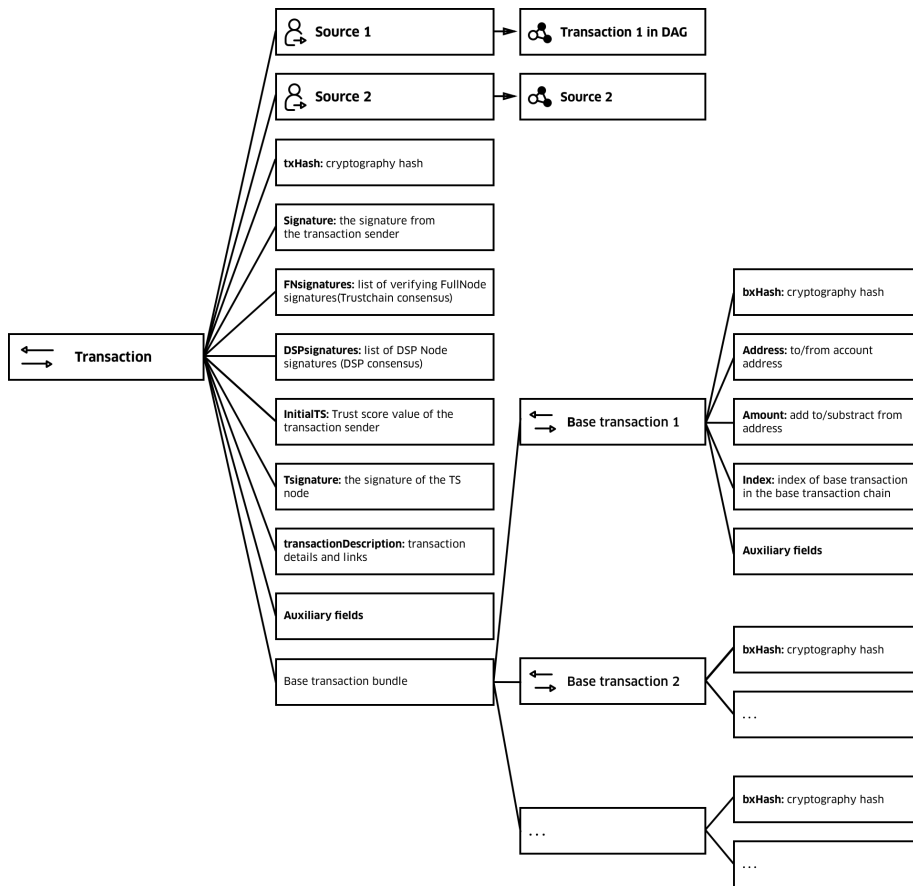 Source 1
Transaction 1 in DAG
Source 2
Source 2
txHash: cryptography hash
Signature: the signature from
the transaction sender
FNsignatures: list of verifying FullNode
signatures(Trustchain consensus)
DSPsignatures: list of DSP Node
signatures (DSP consensus)
InitialTS: Trust score value of the
transaction sender
Tsignature: the signature of the TS
node
transactionDescription: transaction
details and links
Auxiliary fields
Base transaction bundle
Transaction
Base transaction 1
bxHash: cryptography hash
Address: to/from account
address
Amount: add to/substract from
address
Index: index of base transaction
in the base transaction chain
Auxiliary fields
Base transaction 2
bxHash: cryptography hash
...
...
bxHash: cryptography hash
...